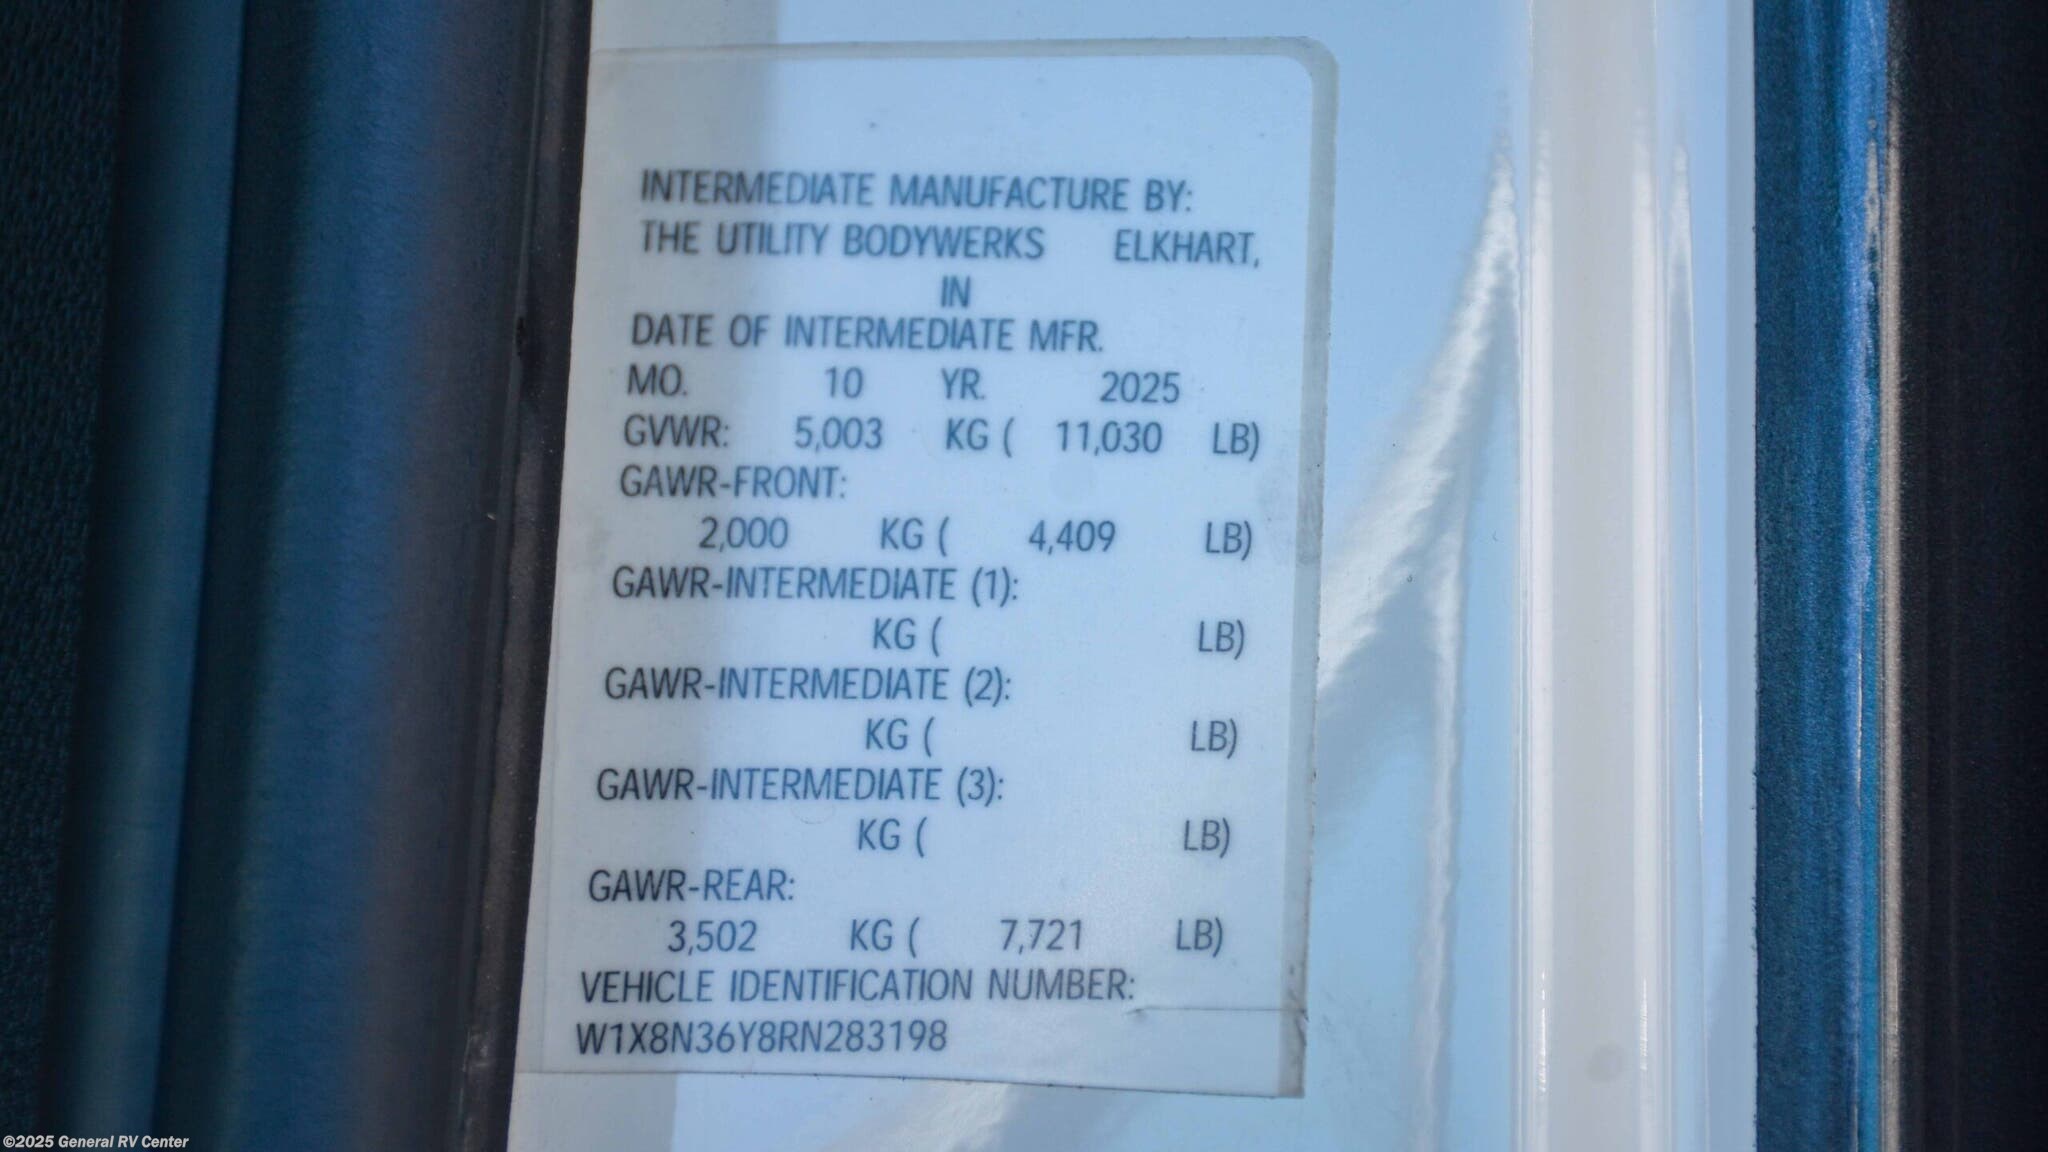 INTERMEDIATE MANUFACTURE BY:
THE UTILITY BODYWERKS ELKHART,
IN
DATE OF INTERMEDIATE MFR.
MO. 10 YR. 2025
GVWR: 5,003 KG ( 11,030 LB)
GAWR-FRONT:
2,000 KG ( 4,409 LB)
GAWR-INTERMEDIATE (1):
KG ( LB)
GAWR-INTERMEDIATE (2):
KG ( LB)
GAWR-INTERMEDIATE (3):
KG ( LB)
GAWR-REAR:
3,502 KG ( 7,721 LB)
VEHICLE IDENTIFICATION NUMBER:
W1X8N36Y8RN283198
©2025 General RV Center